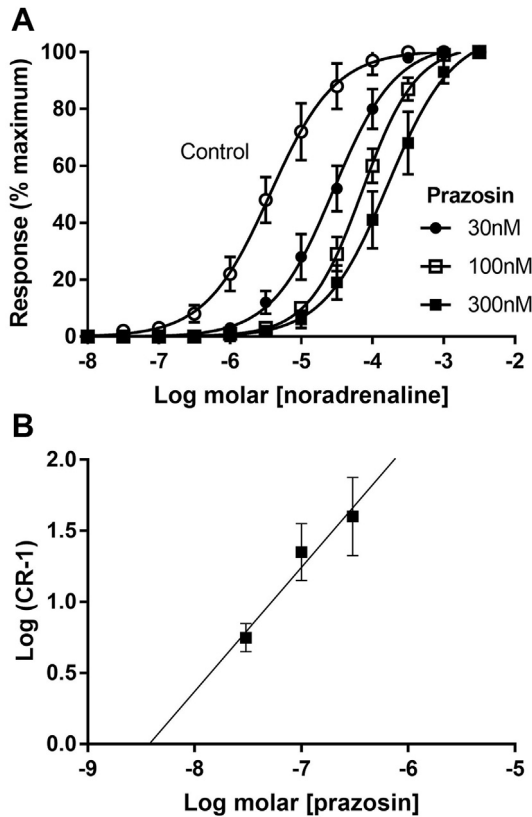 A
Response (% maximum)
100
80
60
40
20
0
Control
Prazosin
30nM
100nM
300nM
-8 -7 -6 -5 -4 -3 -2
Log molar [noradrenaline]
B
Log (CR-1)
2.0
1.5
1.0
0.5
0.0
-9 -8 -7 -6 -5
Log molar [prazosin]